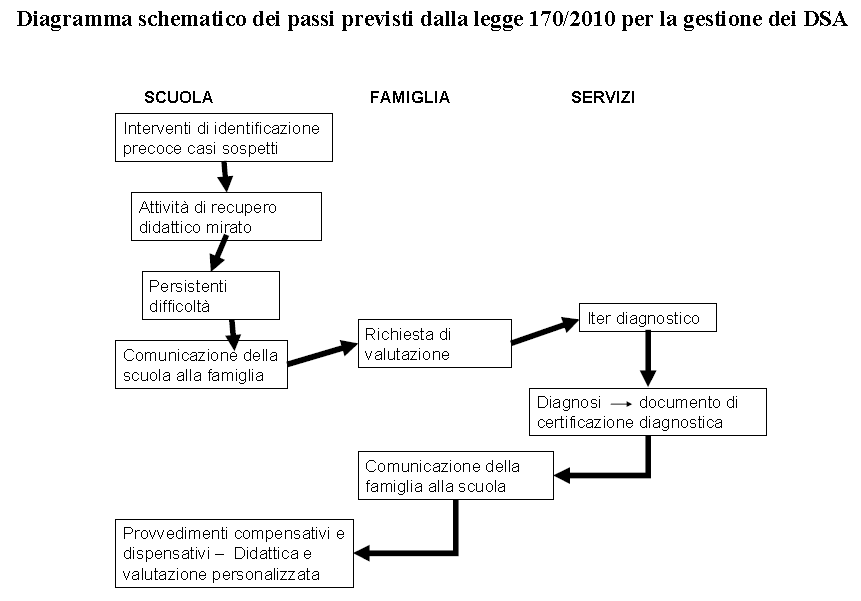 Diagramma schematico dei passi previsti dalla legge 170/2010 per la gestione dei DSA
SCUOLA
FAMIGLIA
SERVIZI
Interventi di identificazione
precoce casi sospetti
Attività di recupero
didattico mirato
Persistenti
difficoltà
Comunicazione della
scuola alla famiglia
Richiesta di
valutazione
Iter diagnostico
Diagnosi → documento di
certificazione diagnostica
Comunicazione della
famiglia alla scuola
Provvedimenti compensativi e
dispensativi – Didattica e
valutazione personalizzata